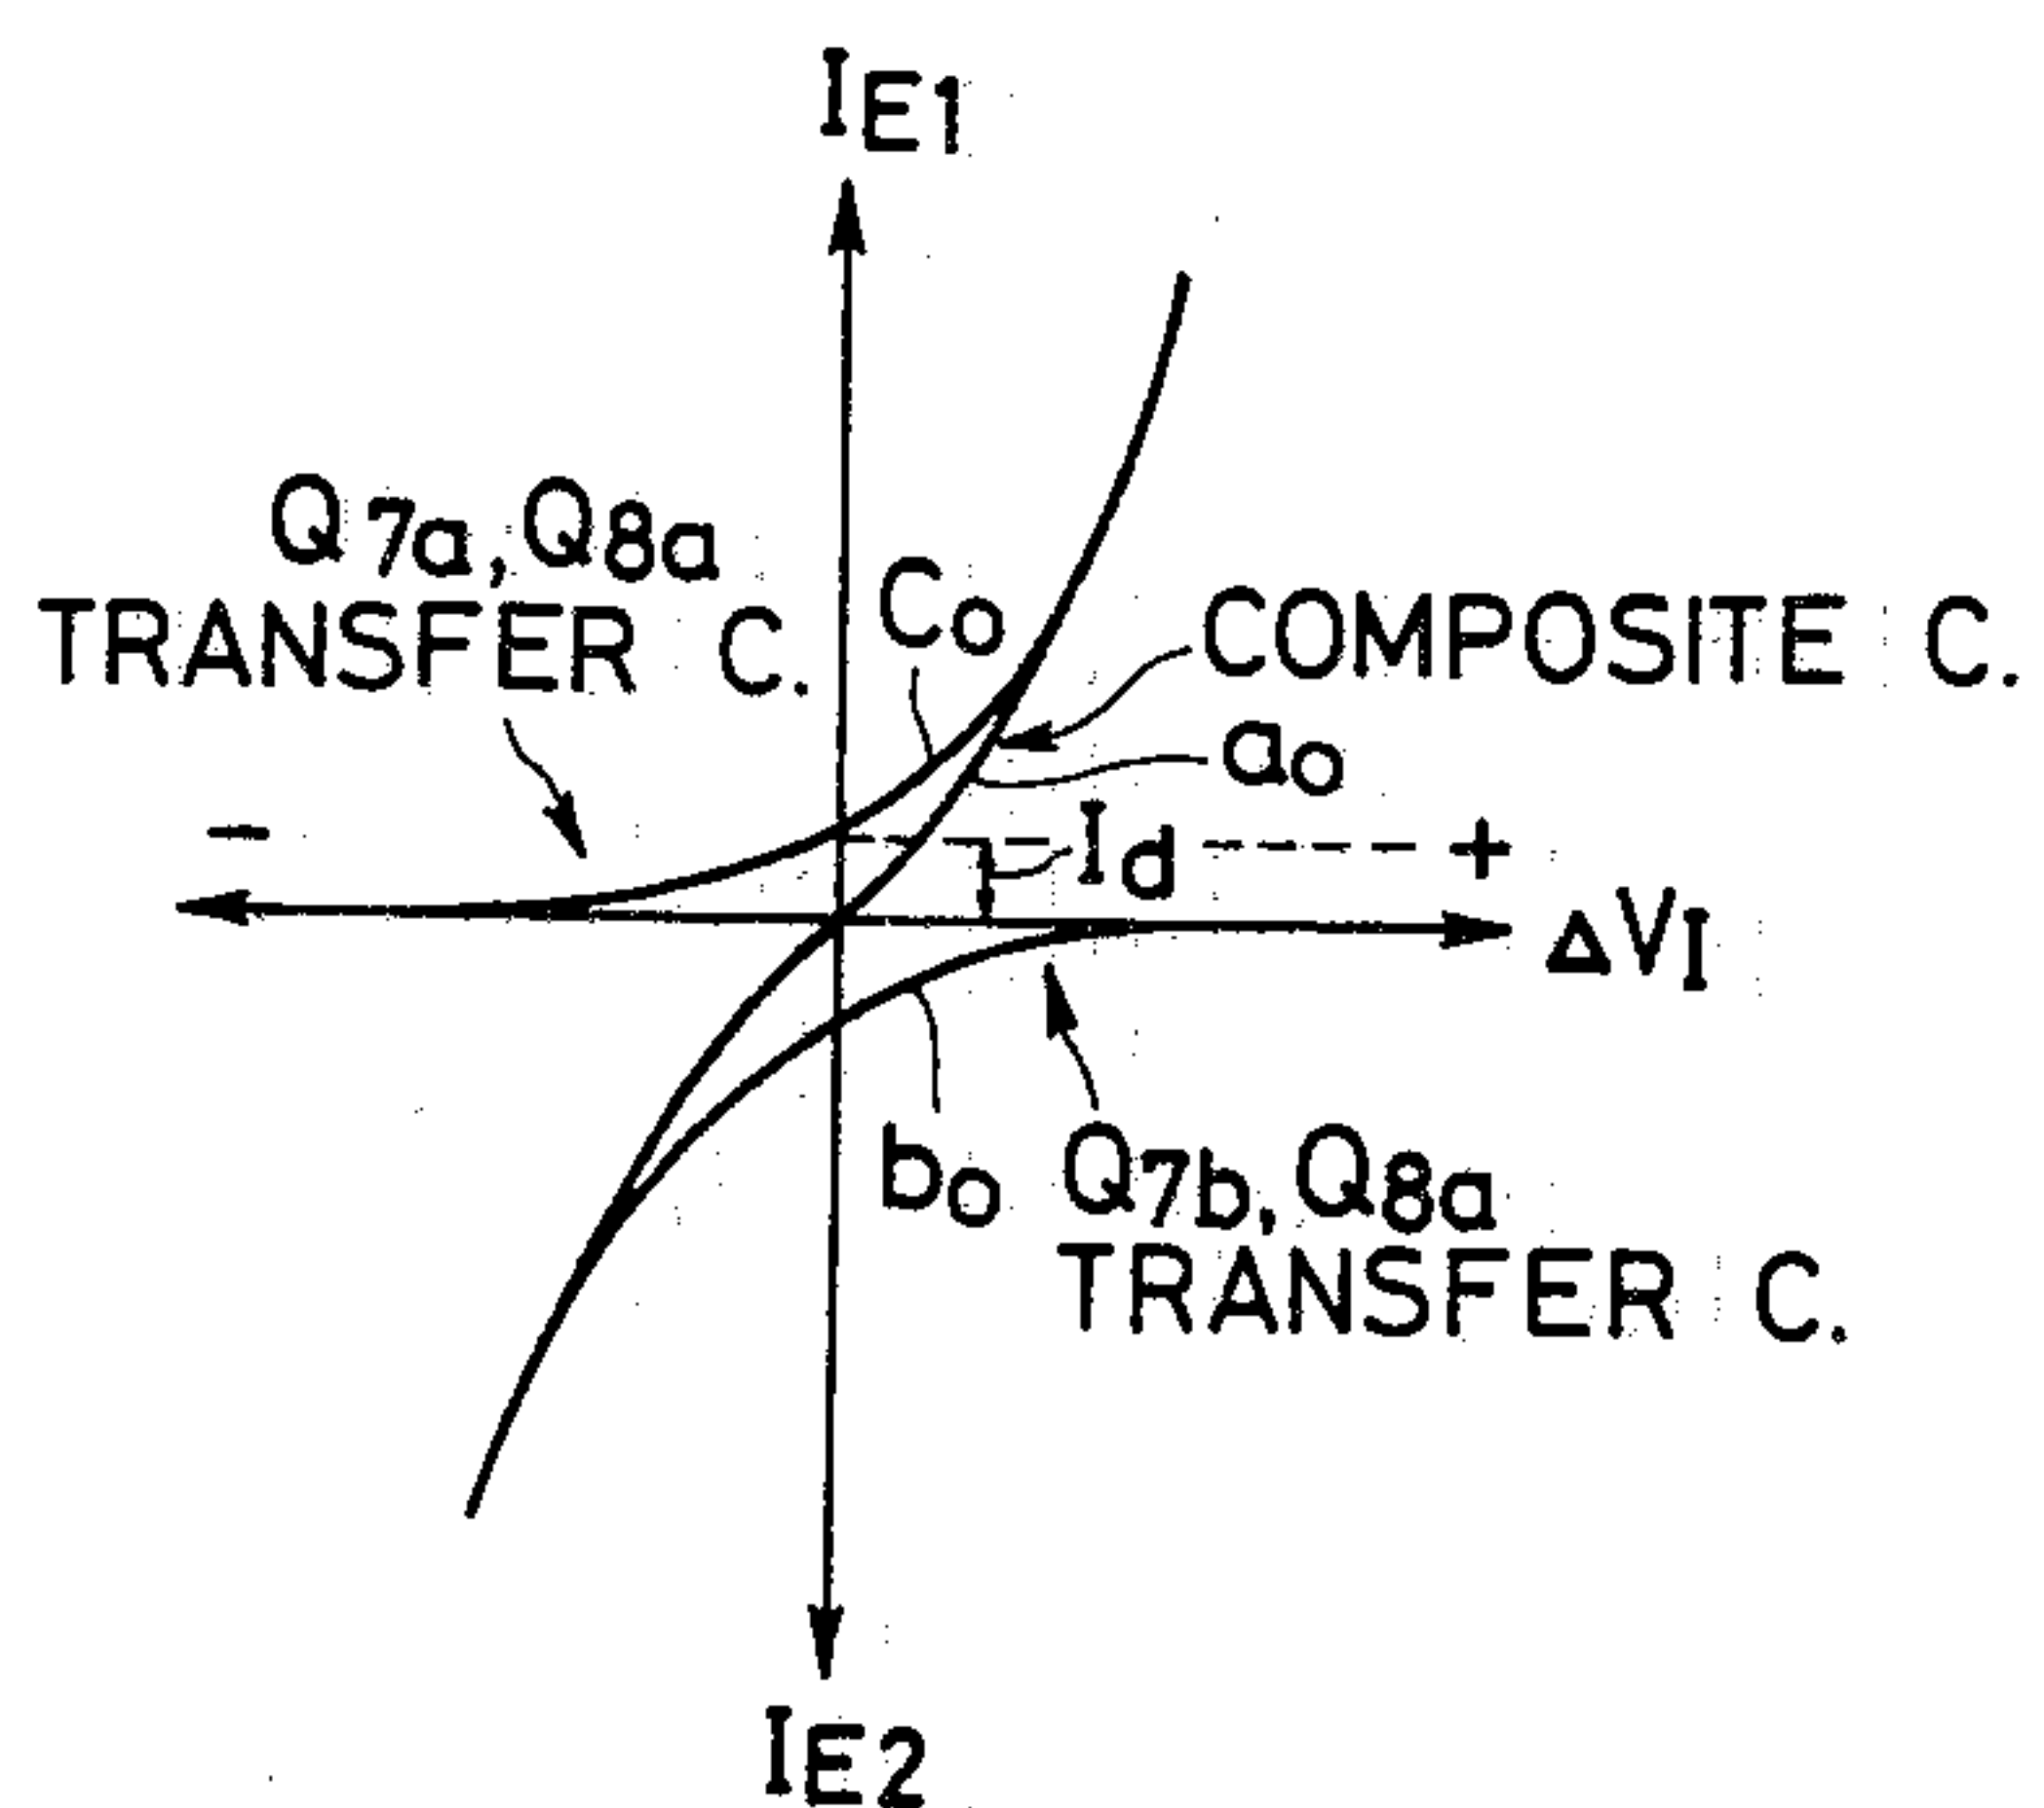 IE1
Q7a,Q8a
TRANSFER C.
Co
COMPOSITE C.
ao
−
Id
+
ΔVI
bo
Q7b,Q8a
TRANSFER C.
IE2